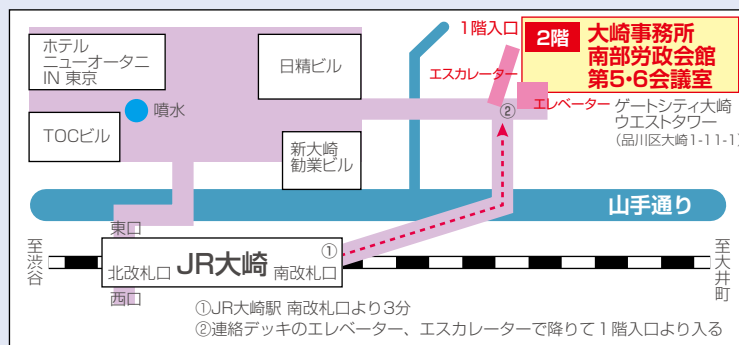 ホテル
ニューオータニ
IN 東京
噴水
TOCビル
日精ビル
新大崎
勧業ビル
1階入口
エスカレーター
2階
大崎事務所
南部労政会館
第5・6会議室
エレベーター
②
ゲートシティ大崎
ウエストタワー
(品川区大崎1-11-1)
山手通り
至渋谷
東口
北改札口
JR大崎
①
南改札口
西口
至大井町
①JR大崎駅 南改札口より3分
②連絡デッキのエレベーター、エスカレーターで降りて1階入口より入る